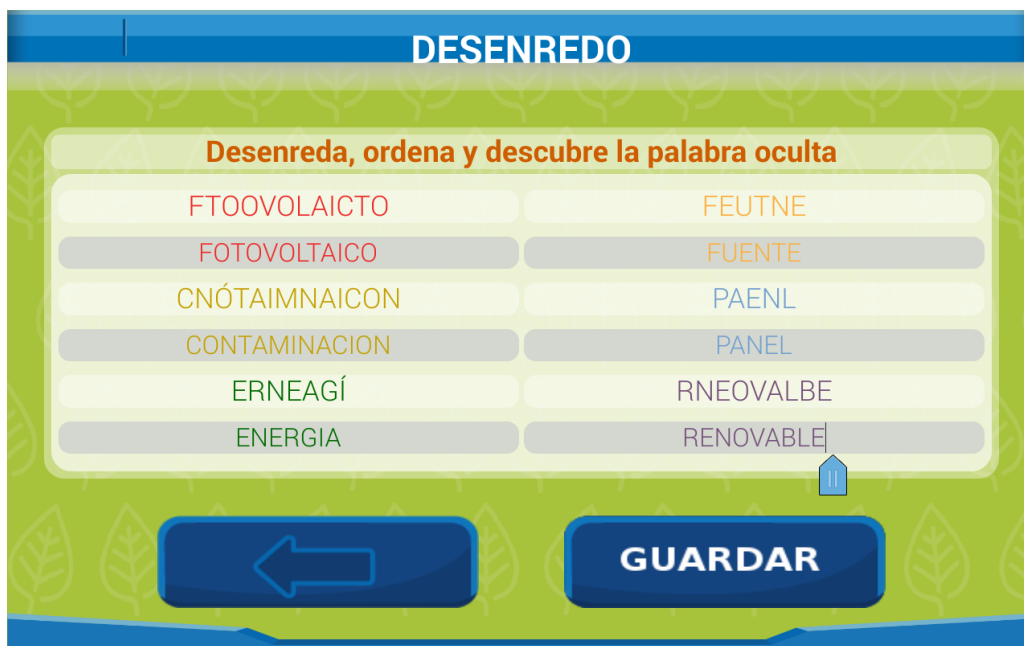 DESENREDO
Desenreda, ordena y descubre la palabra oculta
FTOOVOLAICTO FEUTNE
FOTOVOLTAICO FUENTE
CNÓTAIMNAICON PAENL
CONTAMINACION PANEL
ERNEAGÍ RNEOVALBE
ENERGIA RENOVABLE
GUARDAR